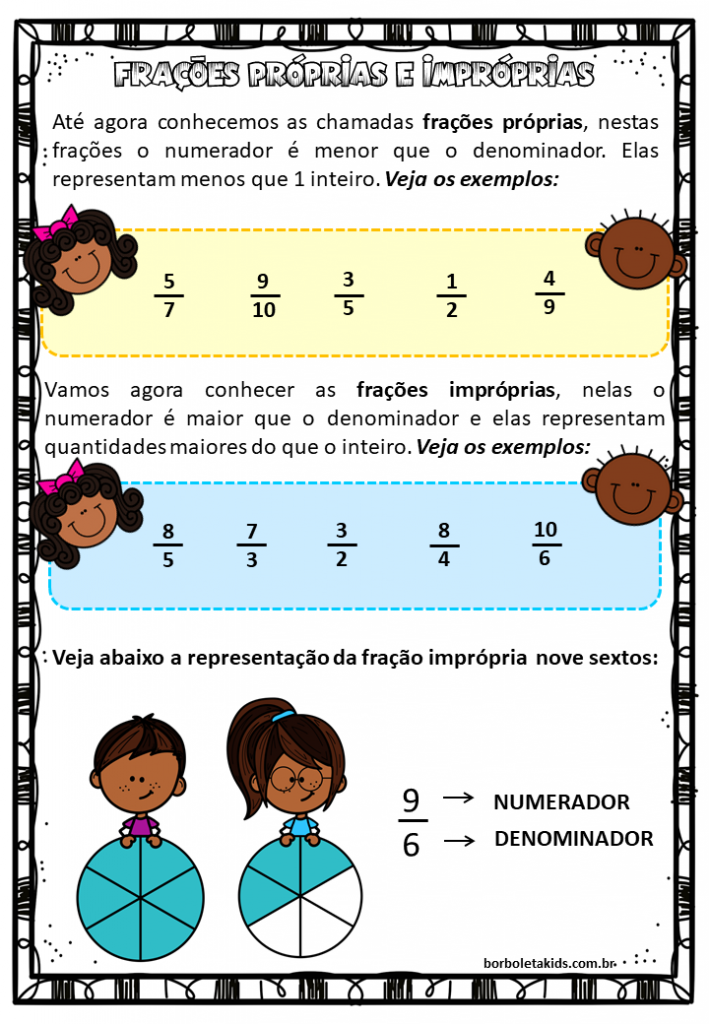 FRAÇÕES PRÓPRIAS E IMPRÓPRIAS
Até agora conhecemos as chamadas frações próprias, nestas
frações o numerador é menor que o denominador. Elas
representam menos que 1 inteiro. Veja os exemplos:
5 9 3 1 4
7 10 5 2 9
Vamos agora conhecer as frações impróprias, nelas o
numerador é maior que o denominador e elas representam
quantidades maiores do que o inteiro. Veja os exemplos:
8 7 3 8 10
5 3 2 4 6
Veja abaixo a representação da fração imprópria nove sextos:
9 → NUMERADOR
6 → DENOMINADOR
borboletakids.com.br